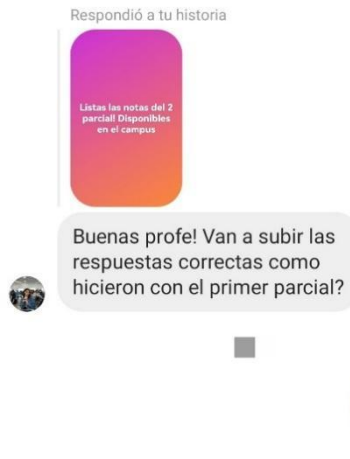 Respondió a tu historia
Listas las notas del 2
parcial! Disponibles
en el campus
Buenas profe! Van a subir las
respuestas correctas como
hicieron con el primer parcial?